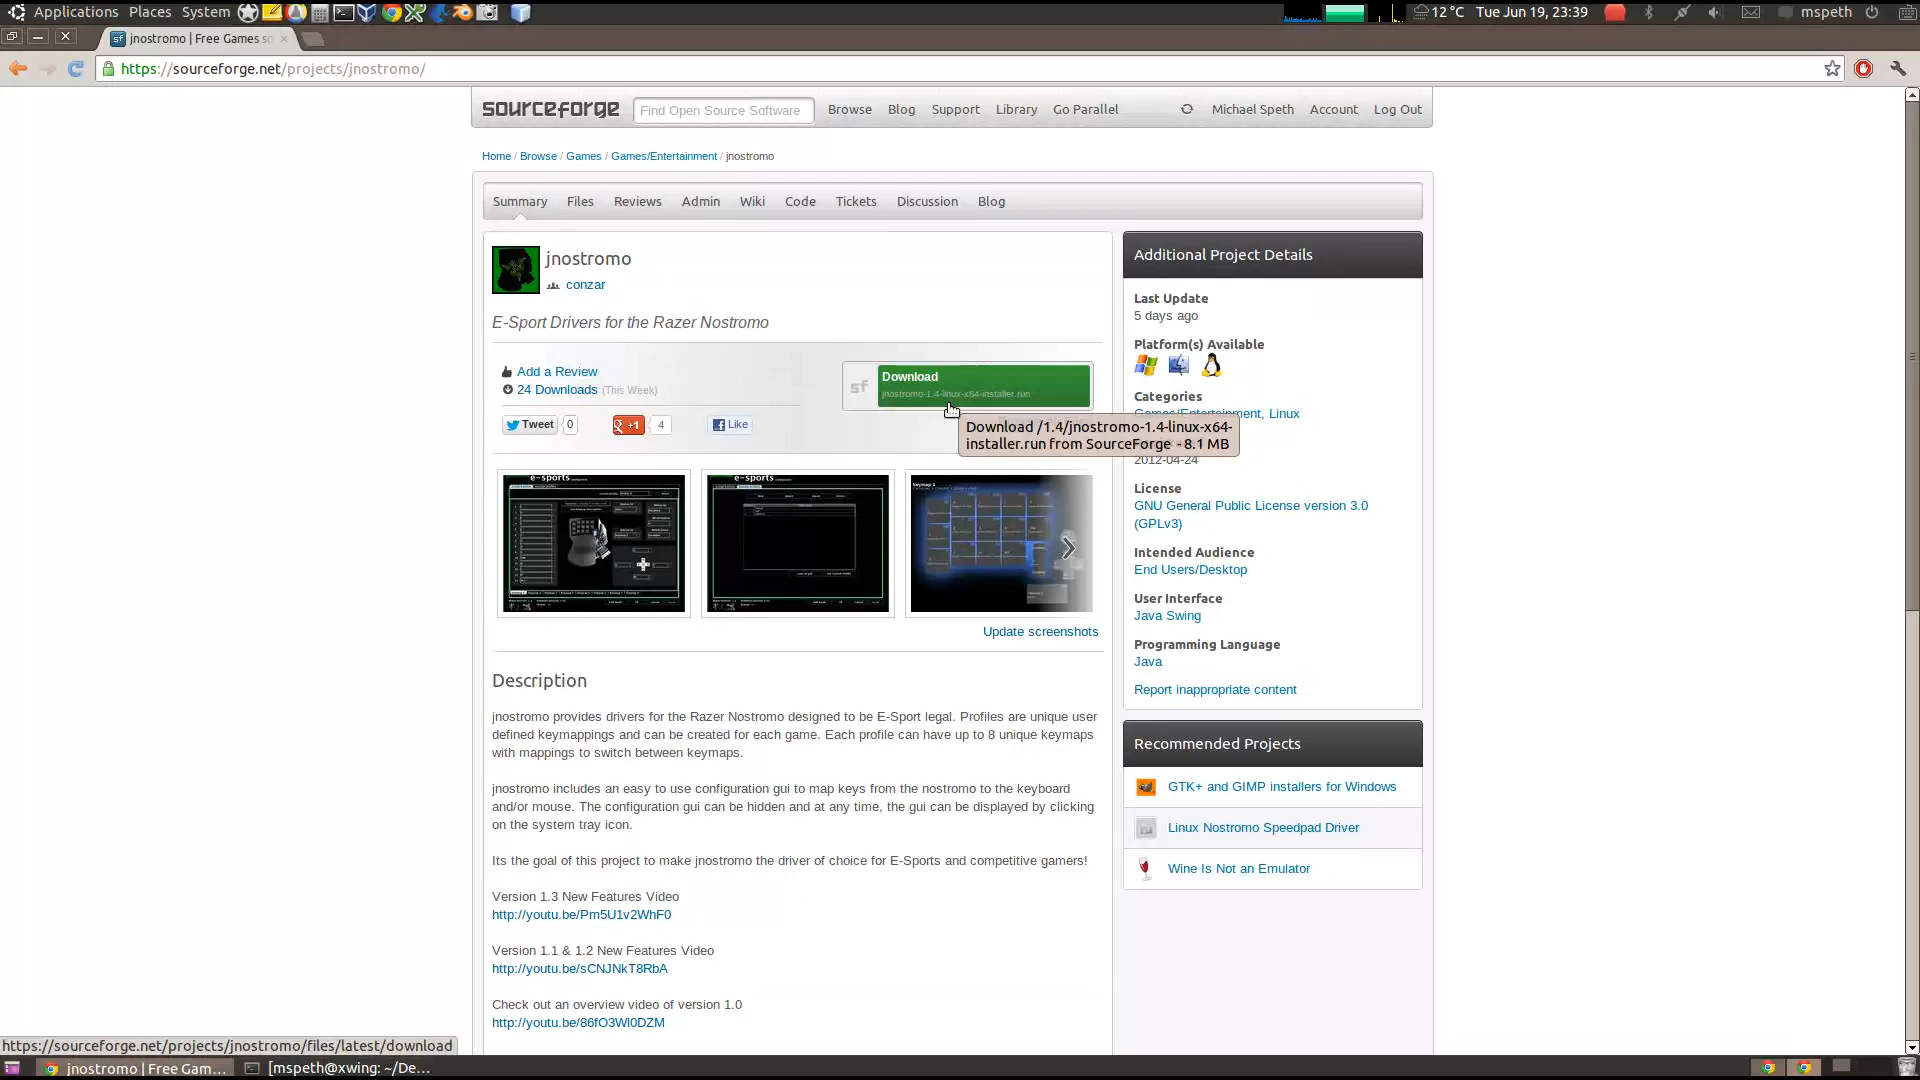 Applications Places System
12 °C Tue Jun 19, 23:39
mspeth
jnostromo | Free Games so
https://sourceforge.net/projects/jnostromo/
sourceforge Find Open Source Software Browse Blog Support Library Go Parallel Michael Speth Account Log Out
Home / Browse / Games / Games/Entertainment / jnostromo
Summary Files Reviews Admin Wiki Code Tickets Discussion Blog
jnostromo
conzar
E-Sport Drivers for the Razer Nostromo
Add a Review
24 Downloads (This Week)
sf Download
jnostromo-1.4-linux-x64-installer.run
Download /1.4/jnostromo-1.4-linux-x64-
installer.run from SourceForge - 8.1 MB
Tweet 0 +1 4 Like
e-sports
e-sports
keymap 1
Update screenshots
Description
jnostromo provides drivers for the Razer Nostromo designed to be E-Sport legal. Profiles are unique user
defined keymappings and can be created for each game. Each profile can have up to 8 unique keymaps
with mappings to switch between keymaps.
jnostromo includes an easy to use configuration gui to map keys from the nostromo to the keyboard
and/or mouse. The configuration gui can be hidden and at any time, the gui can be displayed by clicking
on the system tray icon.
Its the goal of this project to make jnostromo the driver of choice for E-Sports and competitive gamers!
Version 1.3 New Features Video
http://youtu.be/Pm5U1v2WhF0
Version 1.1 & 1.2 New Features Video
http://youtu.be/sCNJNkT8RbA
Check out an overview video of version 1.0
http://youtu.be/86fO3Wl0DZM
Additional Project Details
Last Update
5 days ago
Platform(s) Available
Categories
Games/Entertainment, Linux
2012-04-24
License
GNU General Public License version 3.0
(GPLv3)
Intended Audience
End Users/Desktop
User Interface
Java Swing
Programming Language
Java
Report inappropriate content
Recommended Projects
GTK+ and GIMP installers for Windows
Linux Nostromo Speedpad Driver
Wine Is Not an Emulator
https://sourceforge.net/projects/jnostromo/files/latest/download
jnostromo | Free Gam...
[mspeth@xwing: ~/De...